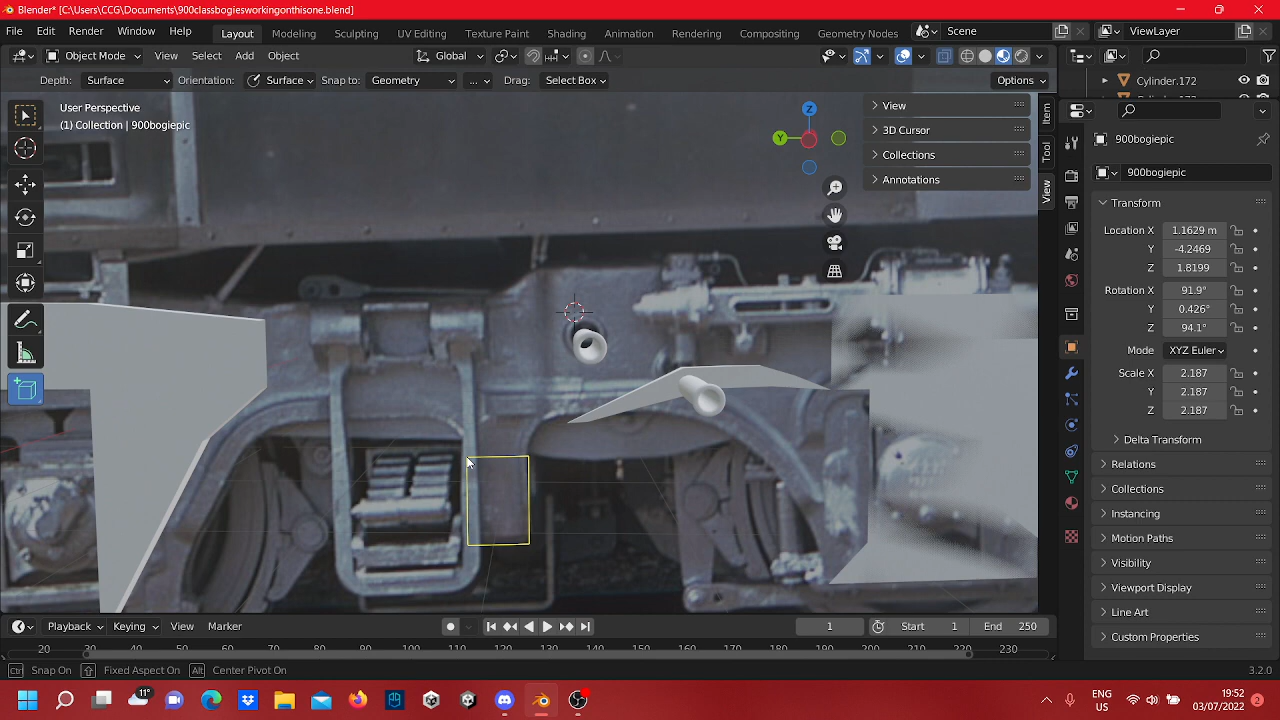 Blender* [C:\Users\CCG\Documents\900classbogiesworkingonthisone.blend]
File Edit Render Window Help Layout Modeling Sculpting UV Editing Texture Paint Shading Animation Rendering Compositing Geometry Nodes Scene ViewLayer
Object Mode View Select Add Object Global
Depth: Surface Orientation: Surface Snap to: Geometry ... Drag: Select Box Options
Cylinder.172
User Perspective
(1) Collection | 900bogiepic
Z
Y
View
3D Cursor
Collections
Annotations
Item
Tool
View
900bogiepic
900bogiepic
Transform
Location X 1.1629 m
Y -4.2469
Z 1.8199
Rotation X 91.9°
Y 0.426°
Z 94.1°
Mode XYZ Euler
Scale X 2.187
Y 2.187
Z 2.187
Delta Transform
Relations
Collections
Instancing
Motion Paths
Visibility
Viewport Display
Line Art
Custom Properties
Playback Keying View Marker 1 Start 1 End 250
20 30 40 50 60 70 80 90 100 110 120 130 140 150 160 170 180 190 200 210 220 230
Ctrl Snap On Fixed Aspect On Alt Center Pivot On 3.2.0
11°
ENG
US
19:52
03/07/2022
2